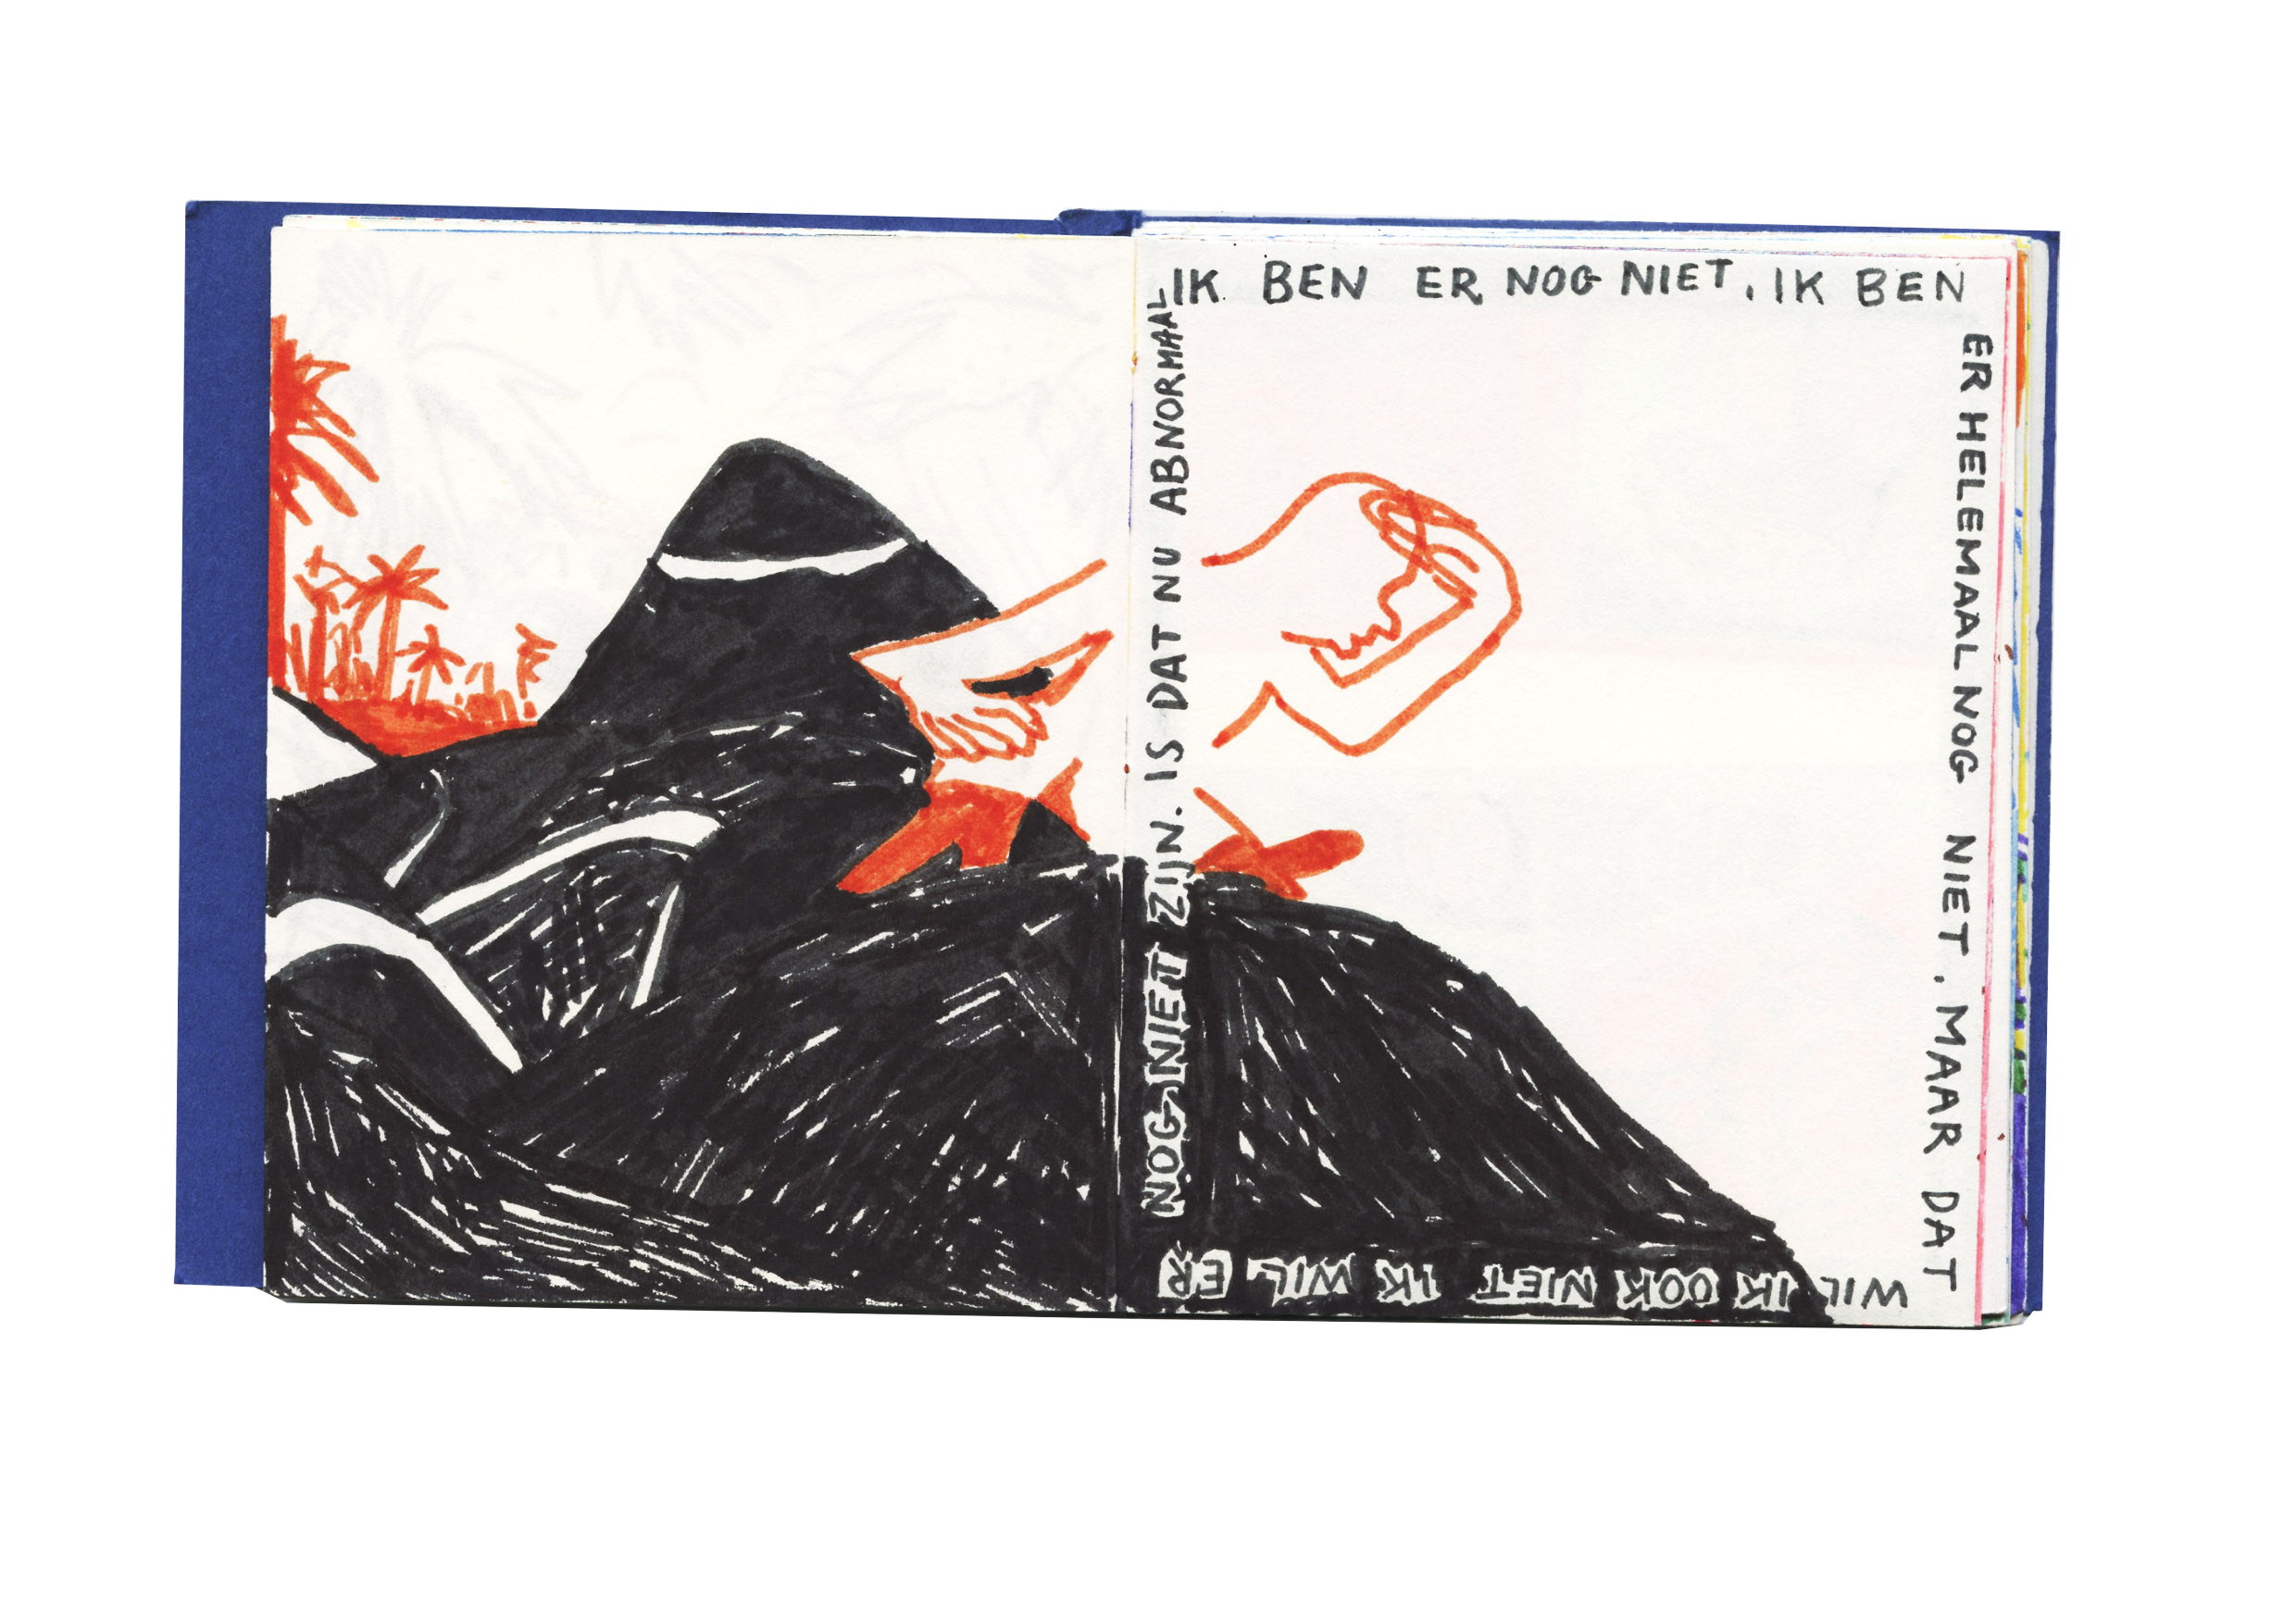 IK BEN ER NOG NIET, IK BEN
ER HELEMAAL NOG NIET. MAAR DAT
WIL IK OOK NIET IK WIL ER
NOG NIET ZIJN. IS DAT NU ABNORMAAL